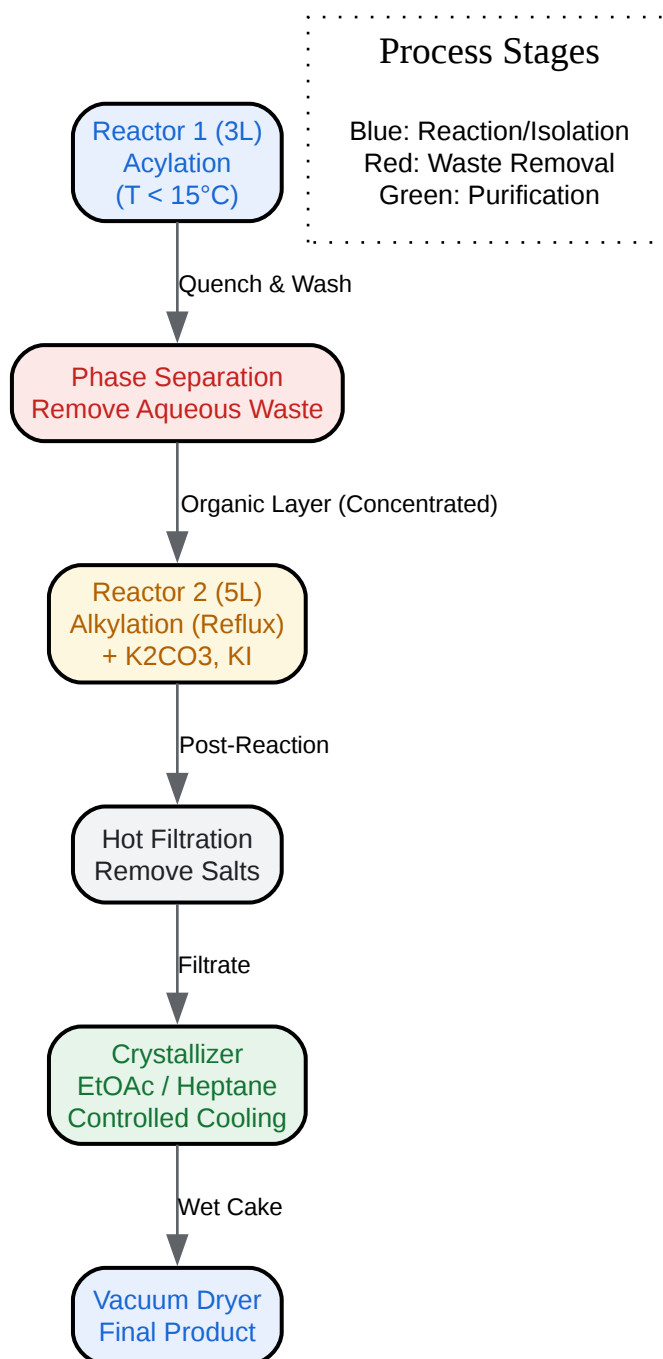 Process Stages
Blue: Reaction/Isolation
Red: Waste Removal
Green: Purification
Reactor 1 (3L)
Acylation
(T < 15°C)
Quench & Wash
Phase Separation
Remove Aqueous Waste
Organic Layer (Concentrated)
Reactor 2 (5L)
Alkylation (Reflux)
+ K2CO3, KI
Post-Reaction
Hot Filtration
Remove Salts
Filtrate
Crystallizer
EtOAc / Heptane
Controlled Cooling
Wet Cake
Vacuum Dryer
Final Product